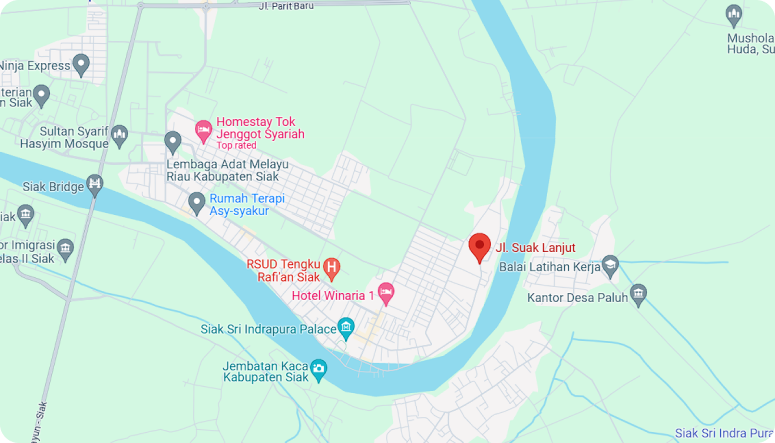 Jl. Parit Baru
Mushola
Huda, Su
Ninja Express
terian
n Siak
Homestay Tok
Jenggot Syariah
Top rated
Sultan Syarif
Hasyim Mosque
Lembaga Adat Melayu
Riau Kabupaten Siak
Siak Bridge
Rumah Terapi
Asy-syakur
iak
or Imigrasi
elas II Siak
Jl. Suak Lanjut
RSUD Tengku
Rafi'an Siak
Balai Latihan Kerja
Hotel Winaria 1
Kantor Desa Paluh
Siak Sri Indrapura Palace
Jembatan Kaca
Kabupaten Siak
ayun - Siak
Siak Sri Indra Pura